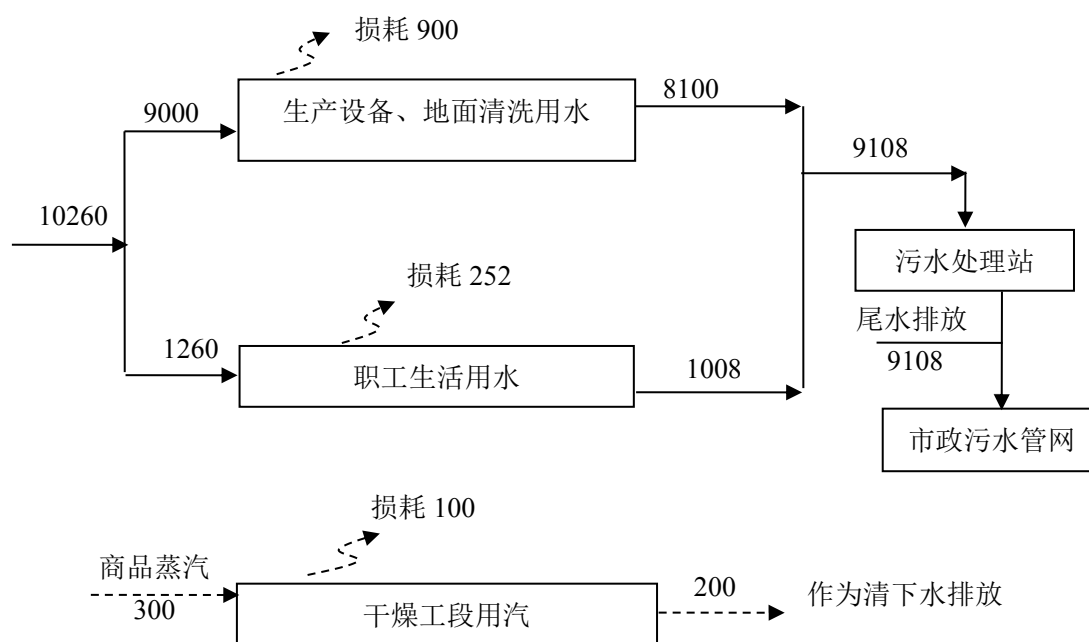 损耗 900
9000
生产设备、地面清洗用水
8100
9108
10260
污水处理站
损耗 252
尾水排放
1260
职工生活用水
1008
9108
市政污水管网
损耗 100
商品蒸汽
300
干燥工段用汽
200
作为清下水排放